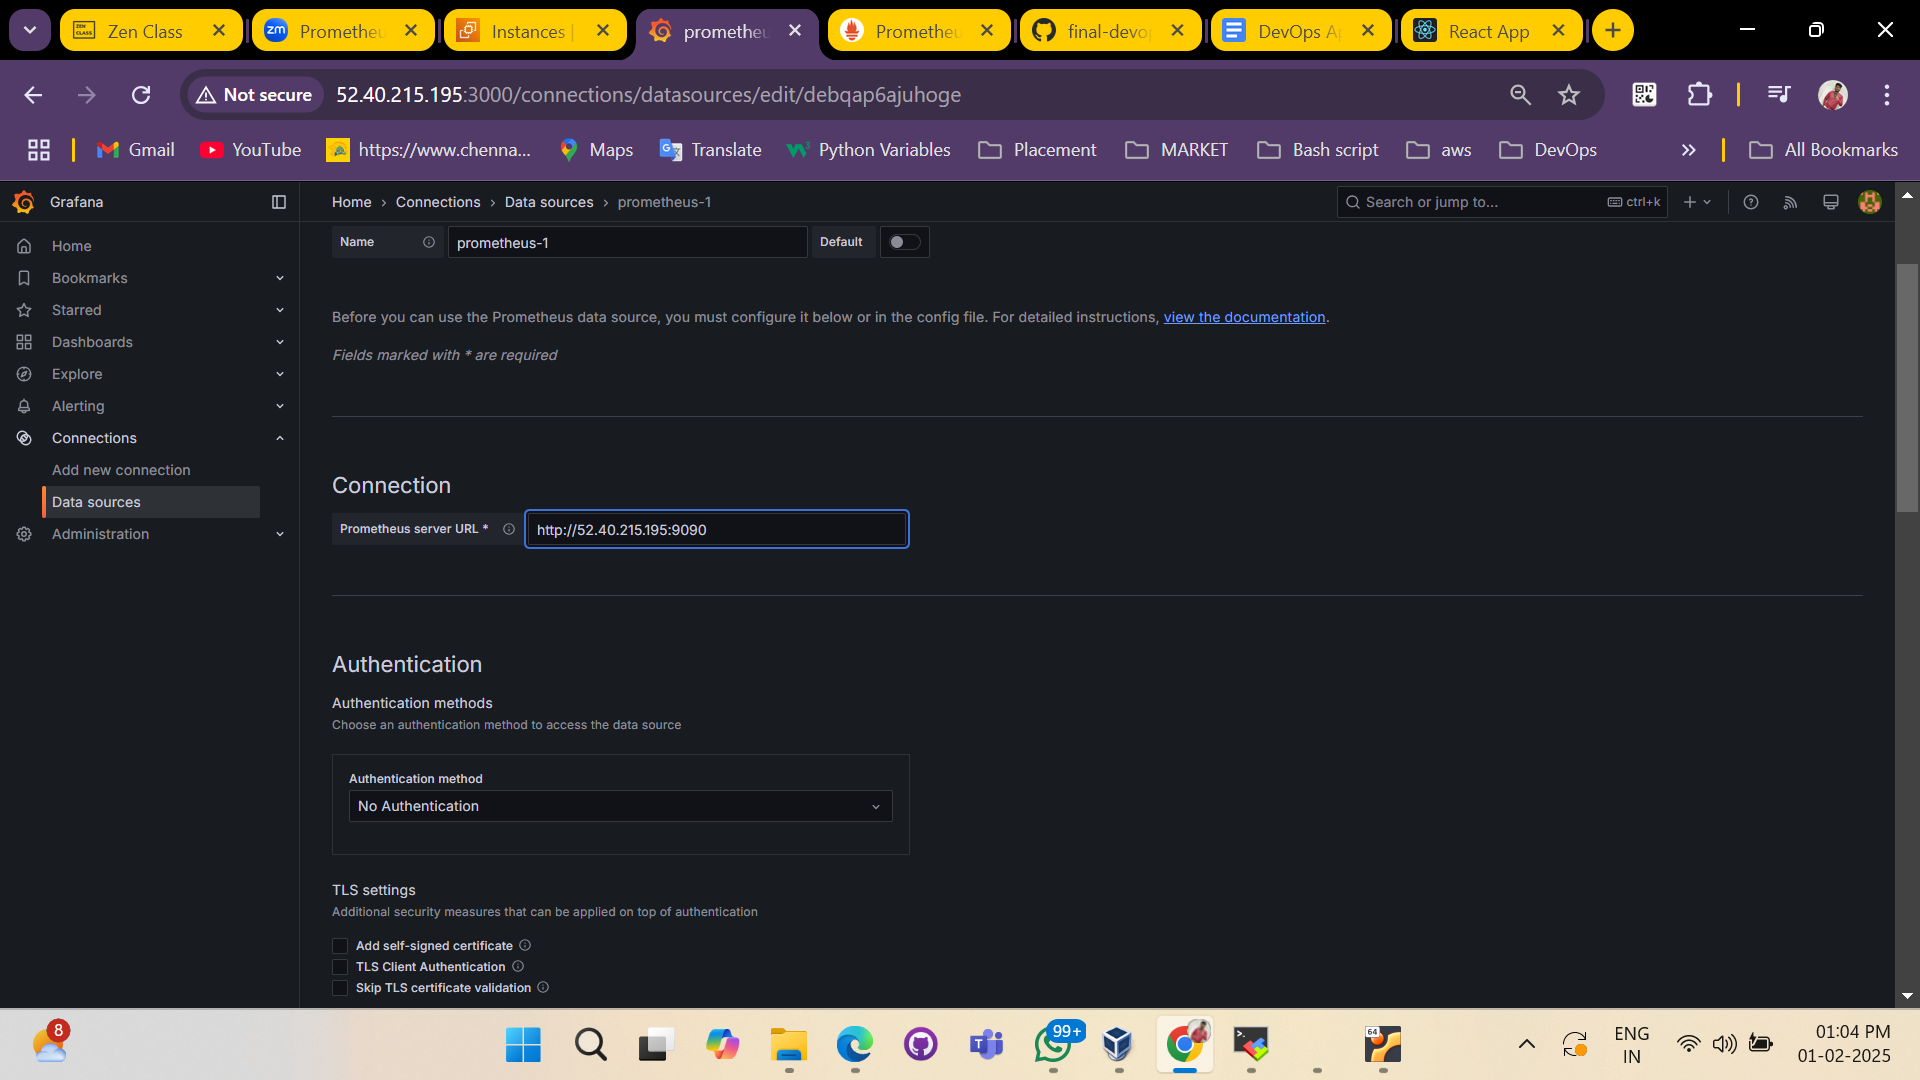 Zen Class
Prometheu
Instances |
prometheu
Prometheu
final-devo
DevOps A
React App
Not secure
52.40.215.195:3000/connections/datasources/edit/debqap6ajuhoge
Gmail
YouTube
https://www.chenna...
Maps
Translate
Python Variables
Placement
MARKET
Bash script
aws
DevOps
»
All Bookmarks
Grafana
Home › Connections › Data sources › prometheus-1
Search or jump to...
ctrl+k
Home
Bookmarks
Starred
Dashboards
Explore
Alerting
Connections
Add new connection
Data sources
Administration
Name
prometheus-1
Default
Before you can use the Prometheus data source, you must configure it below or in the config file. For detailed instructions, view the documentation.
Fields marked with * are required
Connection
Prometheus server URL *
http://52.40.215.195:9090
Authentication
Authentication methods
Choose an authentication method to access the data source
Authentication method
No Authentication
TLS settings
Additional security measures that can be applied on top of authentication
Add self-signed certificate
TLS Client Authentication
Skip TLS certificate validation
8
99+
64
ENG
IN
01:04 PM
01-02-2025